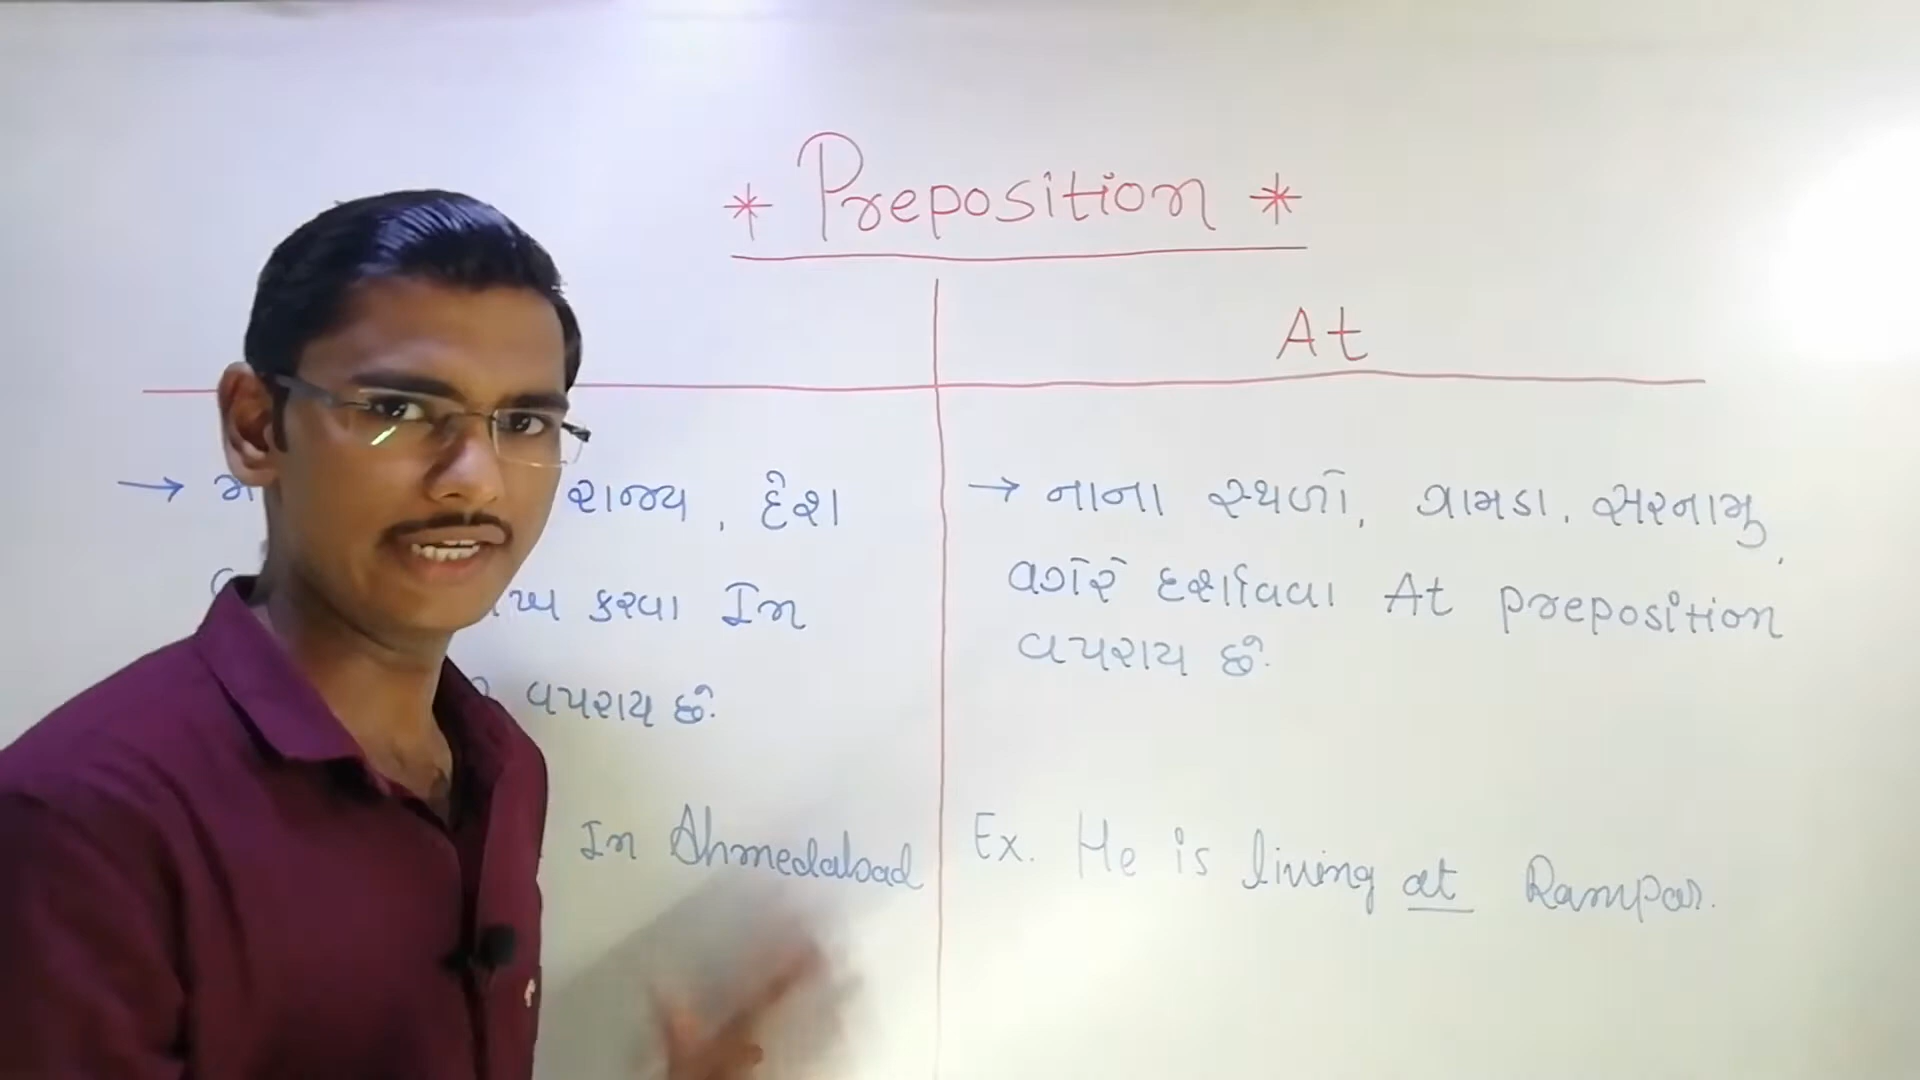 * Preposition *
At
→ રાજ્ય, દેશ
કરવા In
વપરાય છે.
In Ahmedabad
→ નાના સ્થળો, ગામડા, સરનામુ,
વગેરે દર્શાવવા At preposition
વપરાય છે.
Ex. He is living at Rampar.